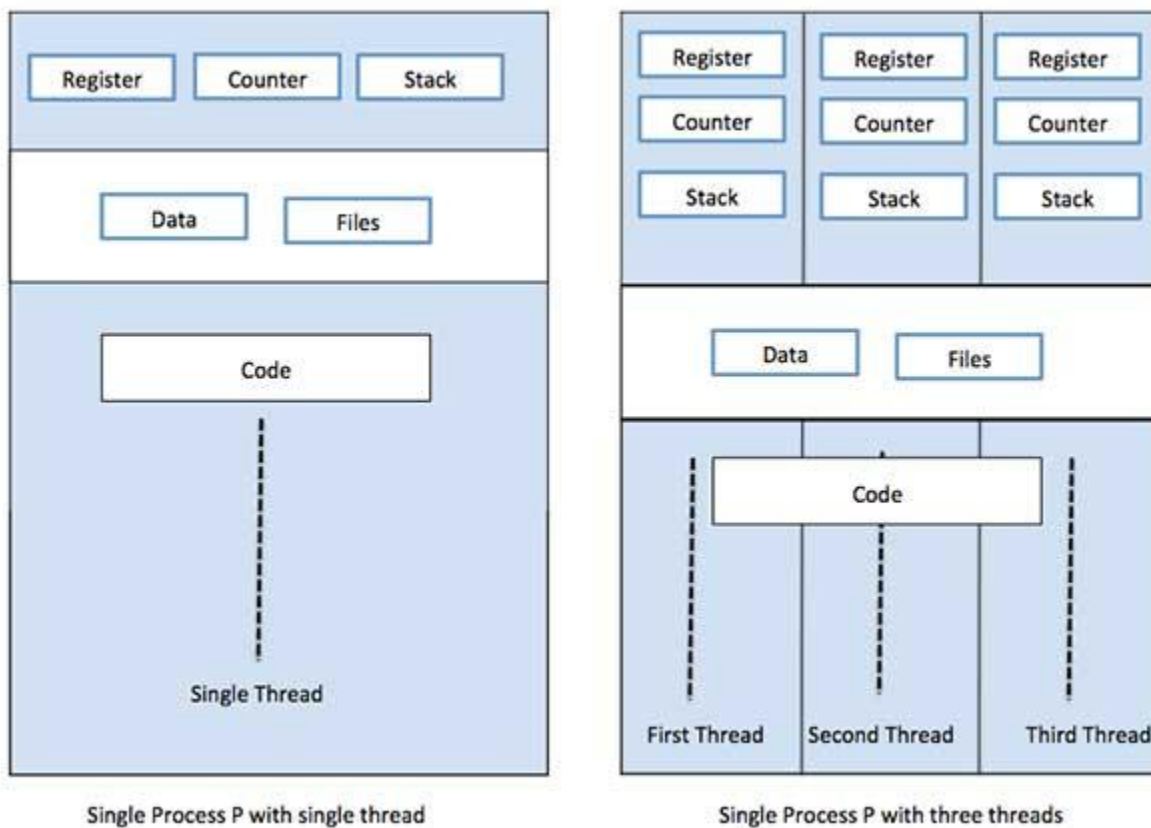 Register Counter Stack
Data Files
Code
Single Thread
Single Process P with single thread
Register Register Register
Counter Counter Counter
Stack Stack Stack
Data Files
Code
First Thread Second Thread Third Thread
Single Process P with three threads